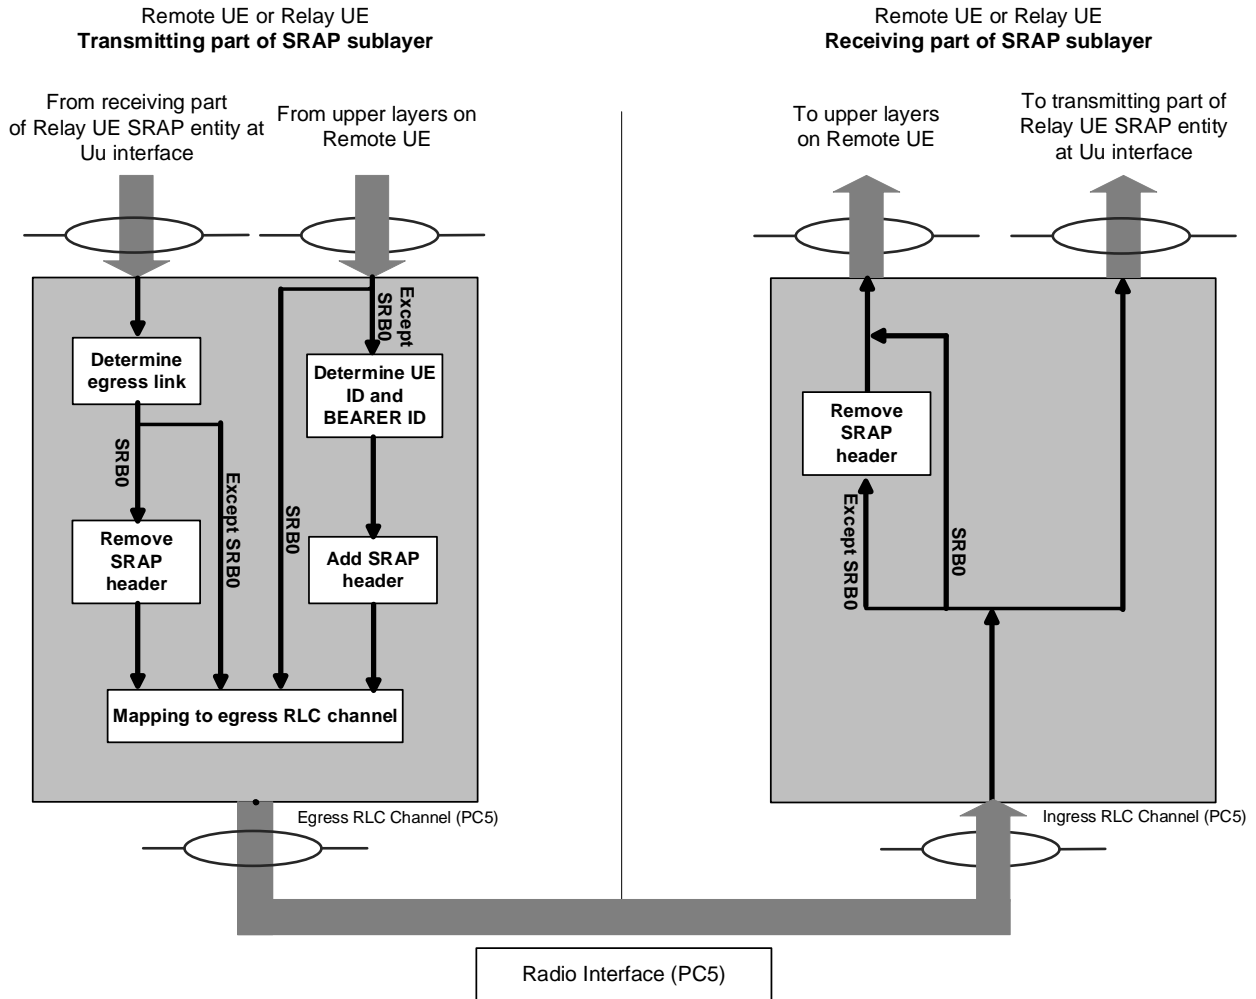 Remote UE or Relay UE
Transmitting part of SRAP sublayer
From receiving part
of Relay UE SRAP entity at
Uu interface
From upper layers on
Remote UE
Determine
egress link
SRB0
Except SRB0
Remove
SRAP
header
SRB0
Except
SRB0
Determine UE
ID and
BEARER ID
Add SRAP
header
Mapping to egress RLC channel
Egress RLC Channel (PC5)
Remote UE or Relay UE
Receiving part of SRAP sublayer
To upper layers
on Remote UE
To transmitting part of
Relay UE SRAP entity
at Uu interface
Remove
SRAP
header
Except SRB0
SRB0
Ingress RLC Channel (PC5)
Radio Interface (PC5)